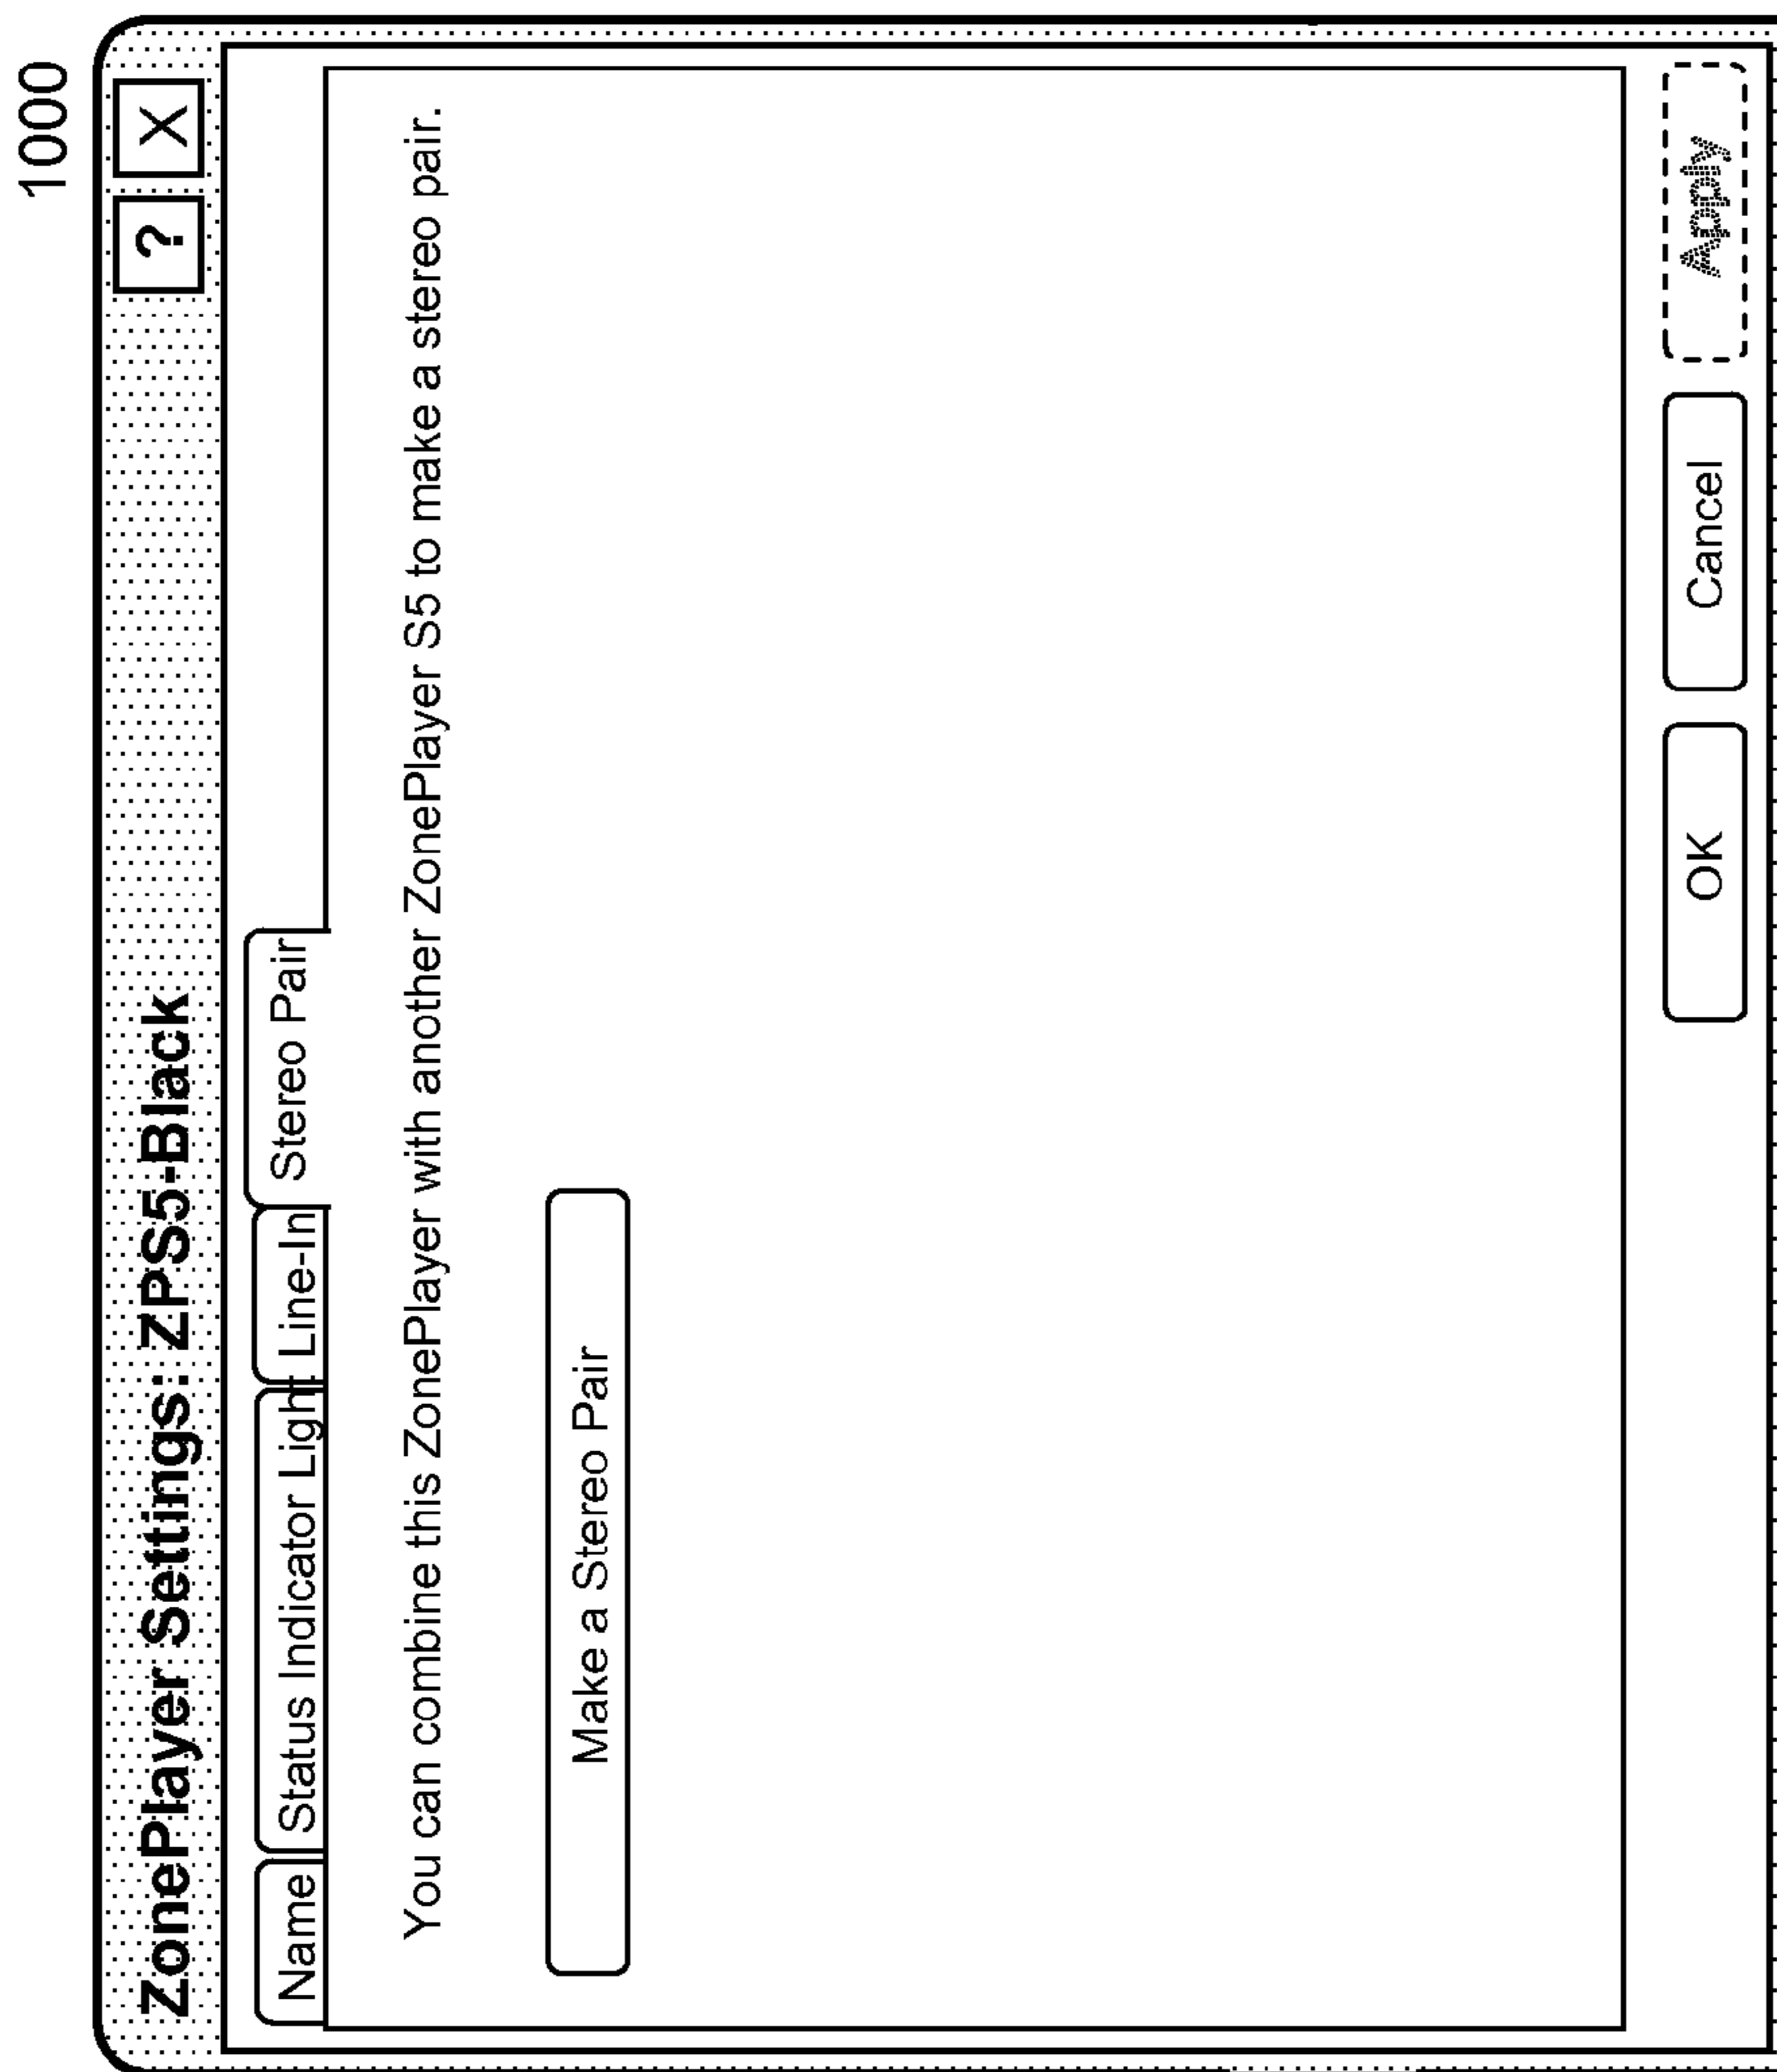 1000
ZonePlayer Settings: ZPS5-Black
? X
Name Status Indicator Light Line-In Stereo Pair
You can combine this ZonePlayer with another ZonePlayer S5 to make a stereo pair.
Make a Stereo Pair
OK Cancel Apply